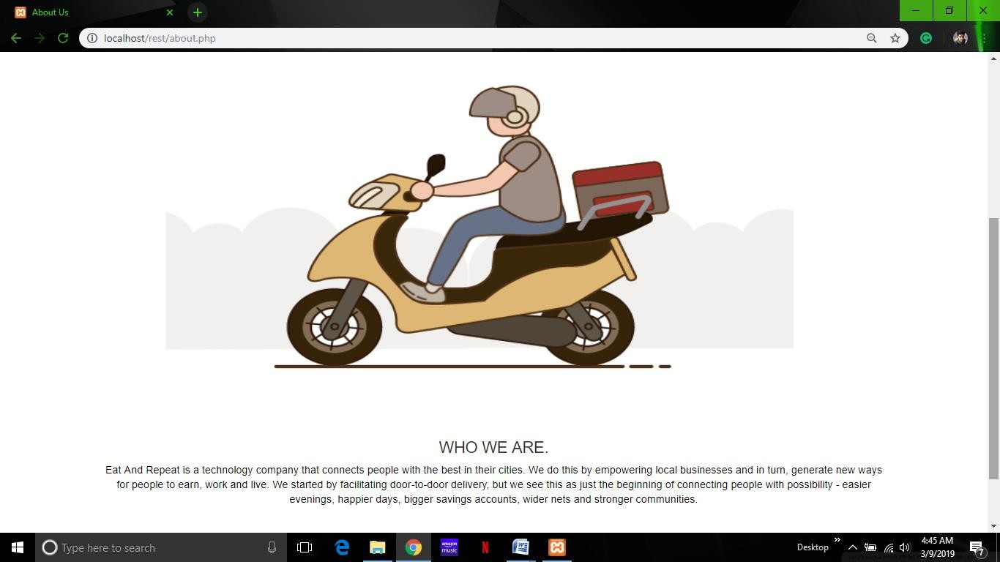 About Us
localhost/rest/about.php
WHO WE ARE.
Eat And Repeat is a technology company that connects people with the best in their cities. We do this by empowering local businesses and in turn, generate new ways
for people to earn, work and live. We started by facilitating door-to-door delivery, but we see this as just the beginning of connecting people with possibility - easier
evenings, happier days, bigger savings accounts, wider nets and stronger communities.
Type here to search
amazon music
Desktop
4:45 AM
3/9/2019
7